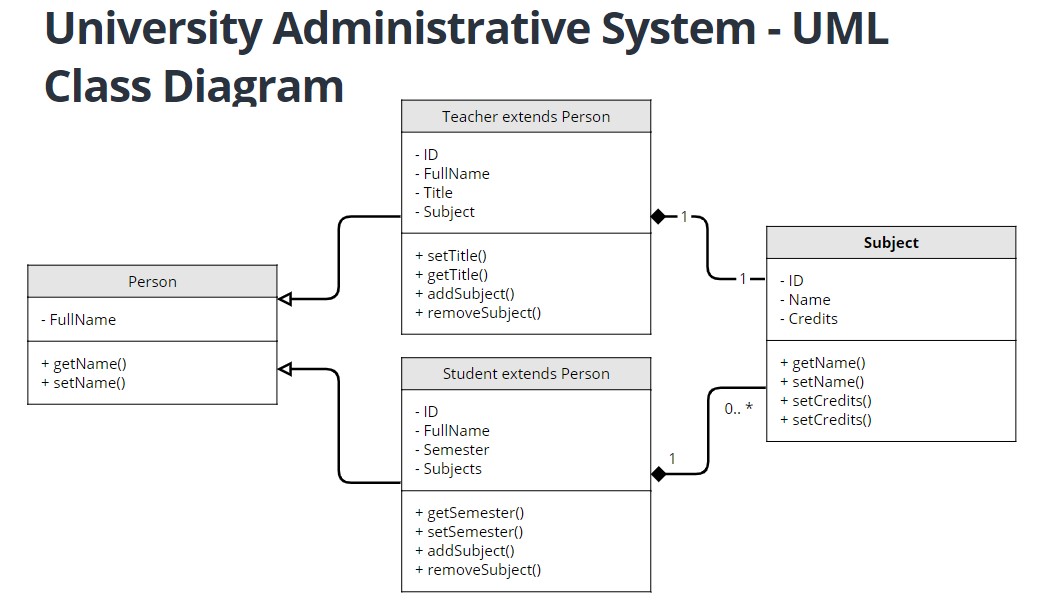 University Administrative System - UML
Class Diagram
Teacher extends Person
- ID
- FullName
- Title
- Subject
+ setTitle()
+ getTitle()
+ addSubject()
+ removeSubject()
1
1
Subject
- ID
- Name
- Credits
+ getName()
+ setName()
+ setCredits()
+ setCredits()
Person
- FullName
+ getName()
+ setName()
Student extends Person
- ID
- FullName
- Semester
- Subjects
+ getSemester()
+ setSemester()
+ addSubject()
+ removeSubject()
0.. *
1